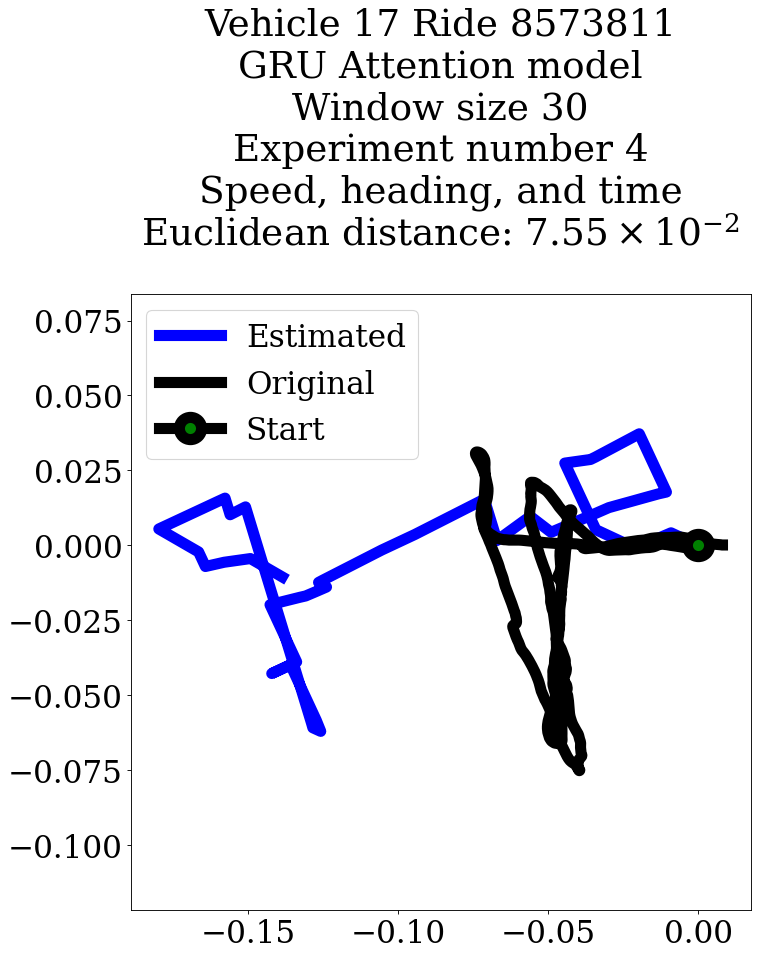 Vehicle 17 Ride 8573811
GRU Attention model
Window size 30
Experiment number 4
Speed, heading, and time
Euclidean distance: 7.55 × 10⁻²
Estimated
Original
Start
0.075
0.050
0.025
0.000
−0.025
−0.050
−0.075
−0.100
−0.15
−0.10
−0.05
0.00